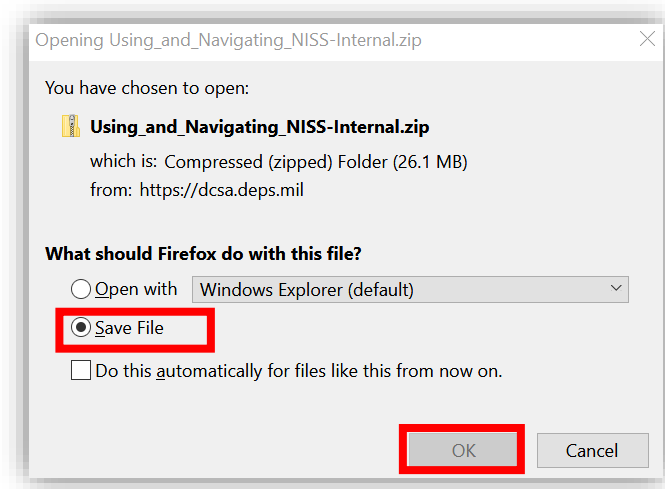 Opening Using_and_Navigating_NISS-Internal.zip
You have chosen to open:
Using_and_Navigating_NISS-Internal.zip
which is: Compressed (zipped) Folder (26.1 MB)
from: https://dcsa.deps.mil
What should Firefox do with this file?
Open with Windows Explorer (default)
Save File
Do this automatically for files like this from now on.
OK Cancel